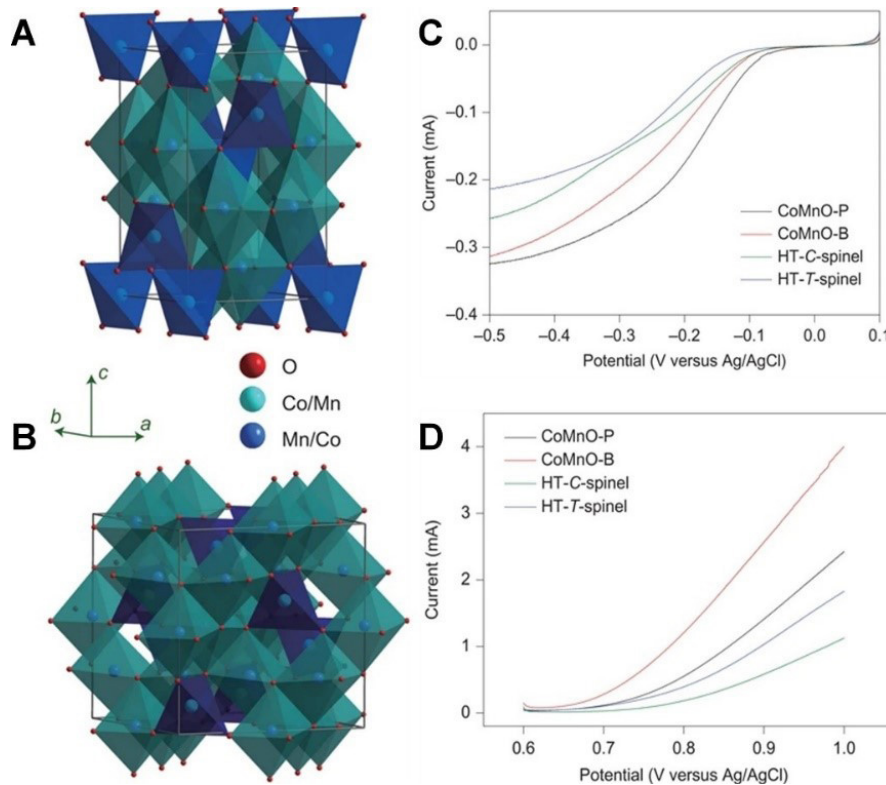 A
O
Co/Mn
Mn/Co
c
b
a
B
C
0.0
–0.1
–0.2
–0.3
–0.4
Current (mA)
CoMnO-P
CoMnO-B
HT-C-spinel
HT-T-spinel
–0.5
–0.4
–0.3
–0.2
–0.1
0.0
0.1
Potential (V versus Ag/AgCl)
D
4
3
2
1
0
Current (mA)
CoMnO-P
CoMnO-B
HT-C-spinel
HT-T-spinel
0.6
0.7
0.8
0.9
1.0
Potential (V versus Ag/AgCl)